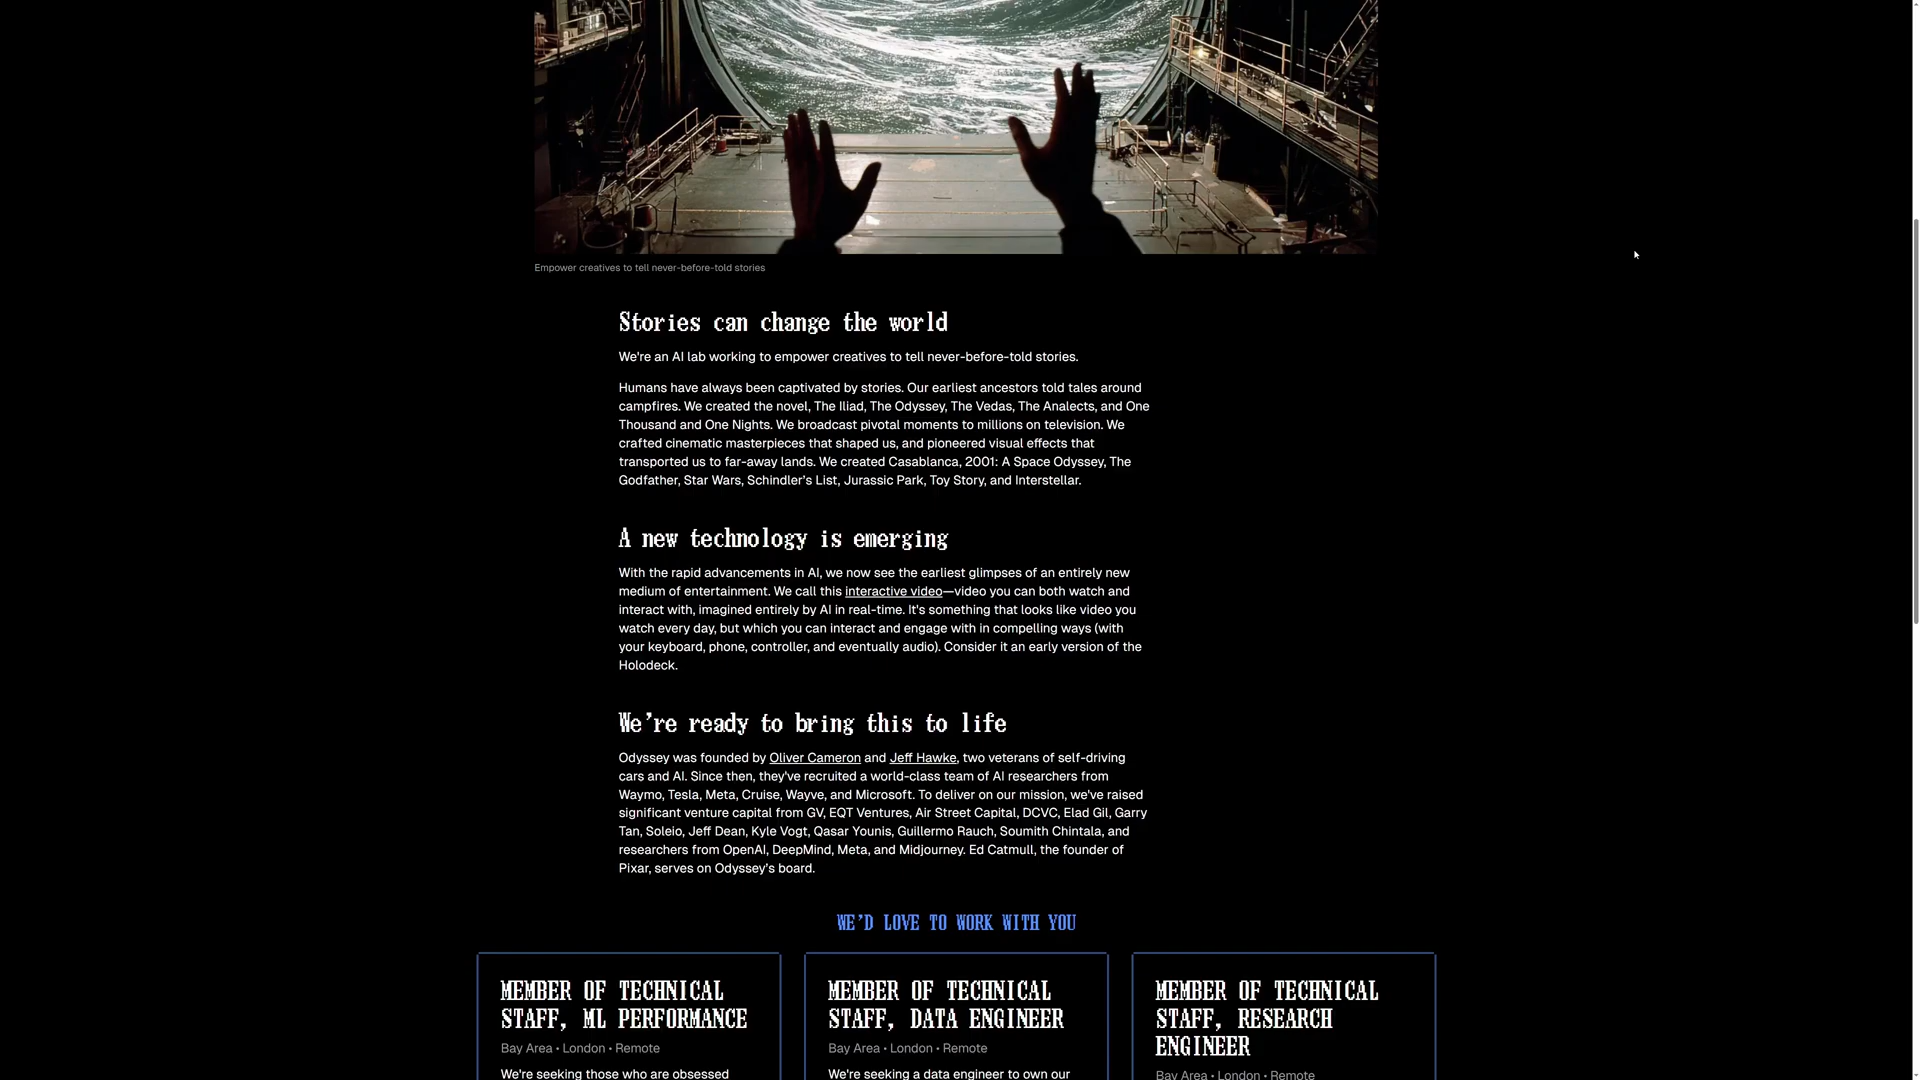 Empower creatives to tell never-before-told stories
Stories can change the world
We're an AI lab working to empower creatives to tell never-before-told stories.
Humans have always been captivated by stories. Our earliest ancestors told tales around
campfires. We created the novel, The Iliad, The Odyssey, The Vedas, The Analects, and One
Thousand and One Nights. We broadcast pivotal moments to millions on television. We
crafted cinematic masterpieces that shaped us, and pioneered visual effects that
transported us to far-away lands. We created Casablanca, 2001: A Space Odyssey, The
Godfather, Star Wars, Schindler's List, Jurassic Park, Toy Story, and Interstellar.
A new technology is emerging
With the rapid advancements in AI, we now see the earliest glimpses of an entirely new
medium of entertainment. We call this interactive video—video you can both watch and
interact with, imagined entirely by AI in real-time. It's something that looks like video you
watch every day, but which you can interact and engage with in compelling ways (with
your keyboard, phone, controller, and eventually audio). Consider it an early version of the
Holodeck.
We're ready to bring this to life
Odyssey was founded by Oliver Cameron and Jeff Hawke, two veterans of self-driving
cars and AI. Since then, they've recruited a world-class team of AI researchers from
Waymo, Tesla, Meta, Cruise, Wayve, and Microsoft. To deliver on our mission, we've raised
significant venture capital from GV, EQT Ventures, Air Street Capital, DCVC, Elad Gil, Garry
Tan, Soleio, Jeff Dean, Kyle Vogt, Qasar Younis, Guillermo Rauch, Soumith Chintala, and
researchers from OpenAI, DeepMind, Meta, and Midjourney. Ed Catmull, the founder of
Pixar, serves on Odyssey's board.
WE'D LOVE TO WORK WITH YOU
MEMBER OF TECHNICAL
STAFF, ML PERFORMANCE
Bay Area • London • Remote
We're seeking those who are obsessed
MEMBER OF TECHNICAL
STAFF, DATA ENGINEER
Bay Area • London • Remote
We're seeking a data engineer to own our
MEMBER OF TECHNICAL
STAFF, RESEARCH
ENGINEER
Bay Area • London • Remote